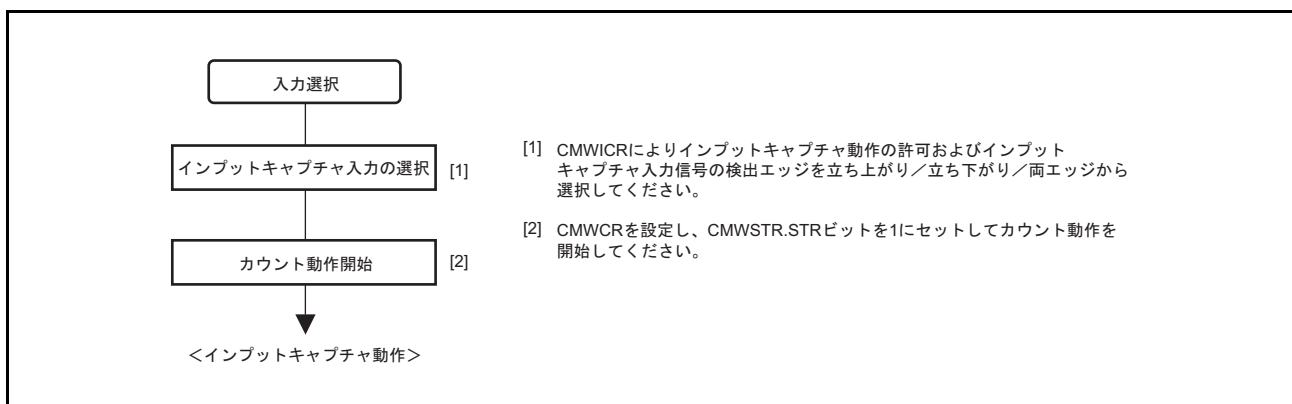 入力選択
インプットキャプチャ入力の選択 [1]
カウント動作開始 [2]
＜インプットキャプチャ動作＞
[1] CMWICRによりインプットキャプチャ動作の許可およびインプット
キャプチャ入力信号の検出エッジを立ち上がり／立ち下がり／両エッジから
選択してください。
[2] CMWCRを設定し、CMWSTR.STRビットを1にセットしてカウント動作を
開始してください。